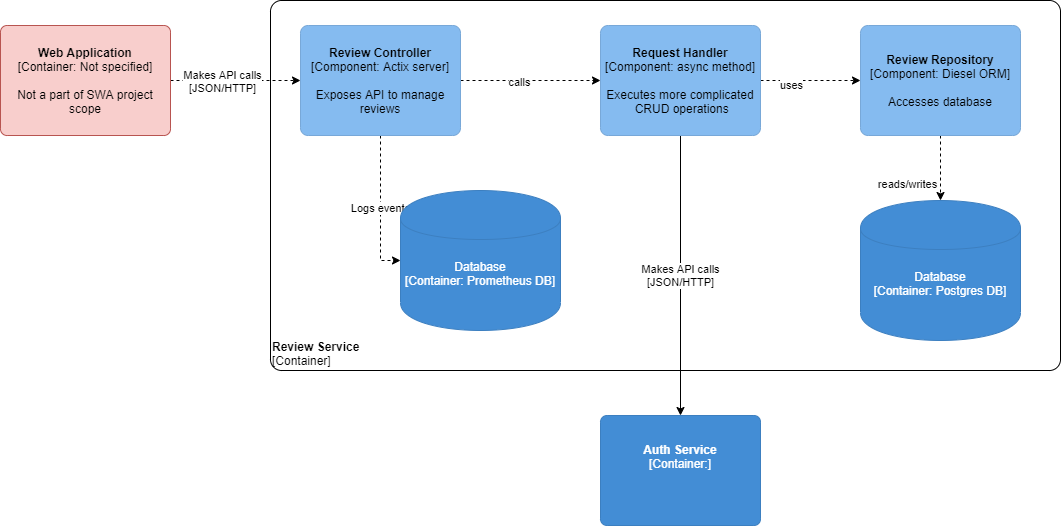 Web Application
[Container: Not specified]
Not a part of SWA project
scope
Makes API calls
[JSON/HTTP]
Review Controller
[Component: Actix server]
Exposes API to manage
reviews
calls
Request Handler
[Component: async method]
Executes more complicated
CRUD operations
uses
Review Repository
[Component: Diesel ORM]
Accesses database
Logs event
reads/writes
Database
[Container: Prometheus DB]
Makes API calls
[JSON/HTTP]
Database
[Container: Postgres DB]
Review Service
[Container]
Auth Service
[Container:]